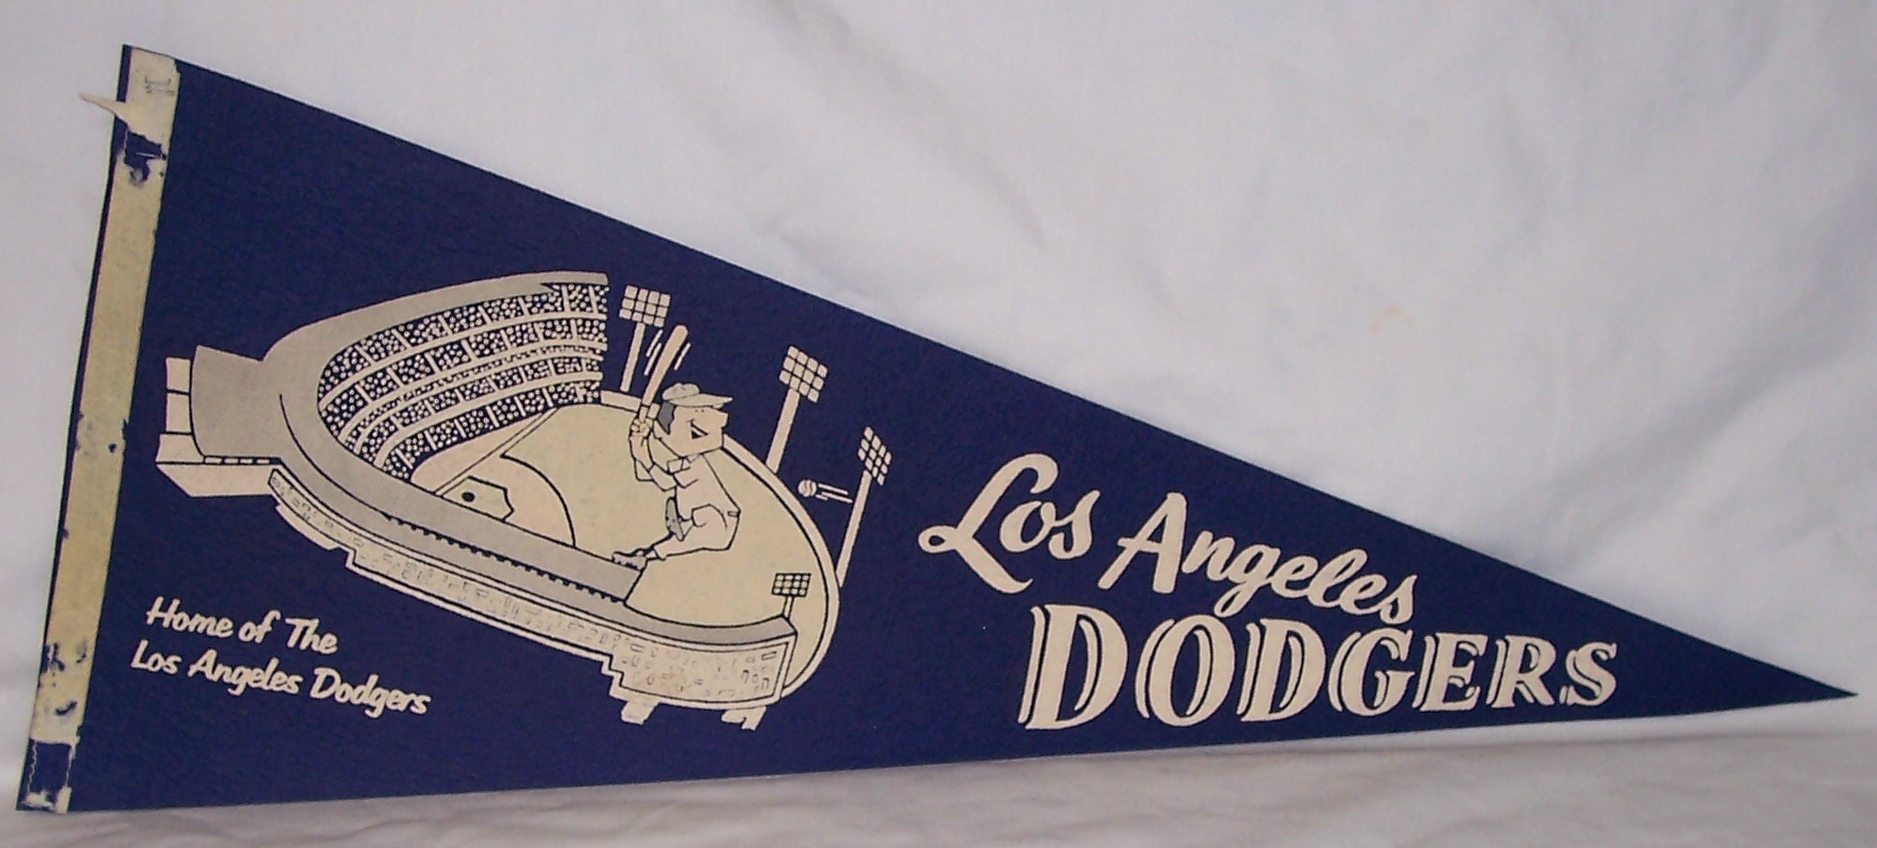 Home of The
Los Angeles Dodgers
Los Angeles
DODGERS